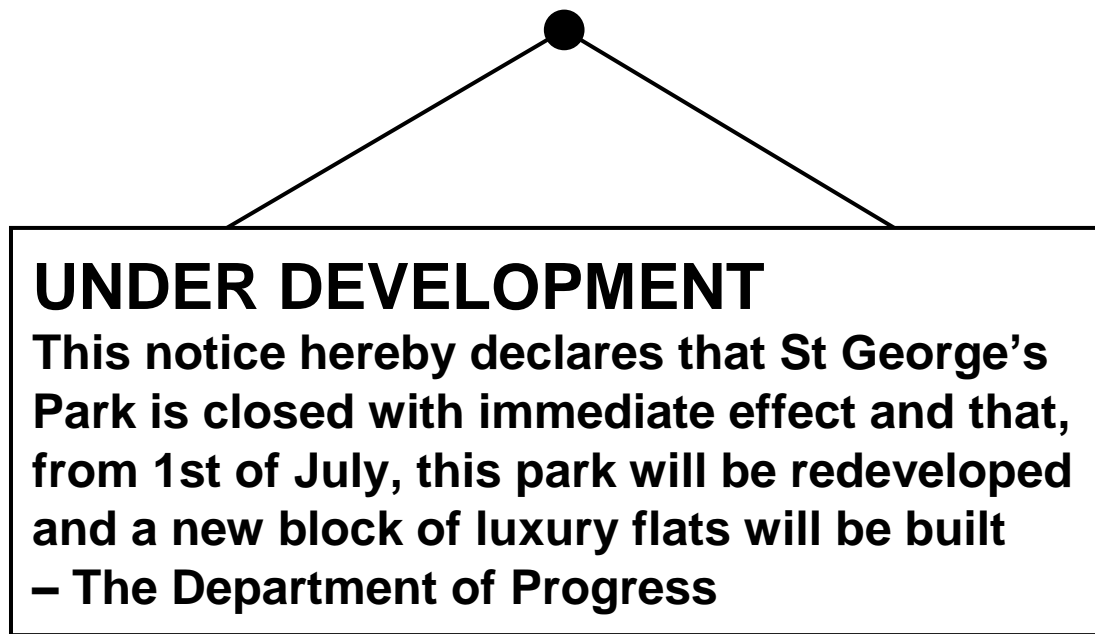 UNDER DEVELOPMENT
This notice hereby declares that St George’s
Park is closed with immediate effect and that,
from 1st of July, this park will be redeveloped
and a new block of luxury flats will be built
– The Department of Progress